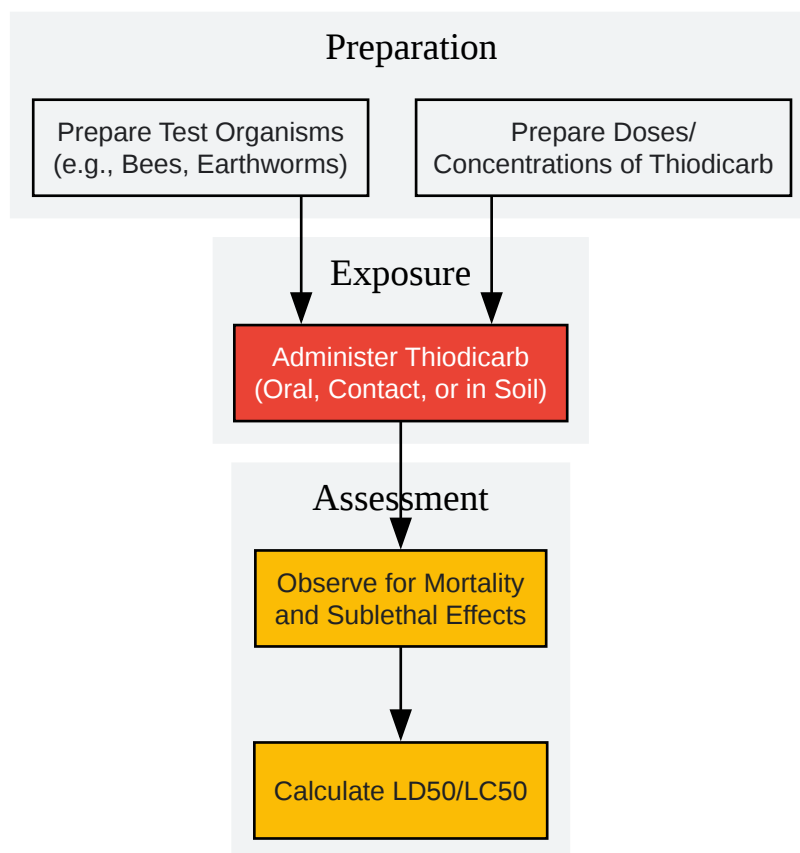 Preparation
Prepare Test Organisms
(e.g., Bees, Earthworms)
Prepare Doses/
Concentrations of Thiodicarb
Exposure
Administer Thiodicarb
(Oral, Contact, or in Soil)
Assessment
Observe for Mortality
and Sublethal Effects
Calculate LD50/LC50